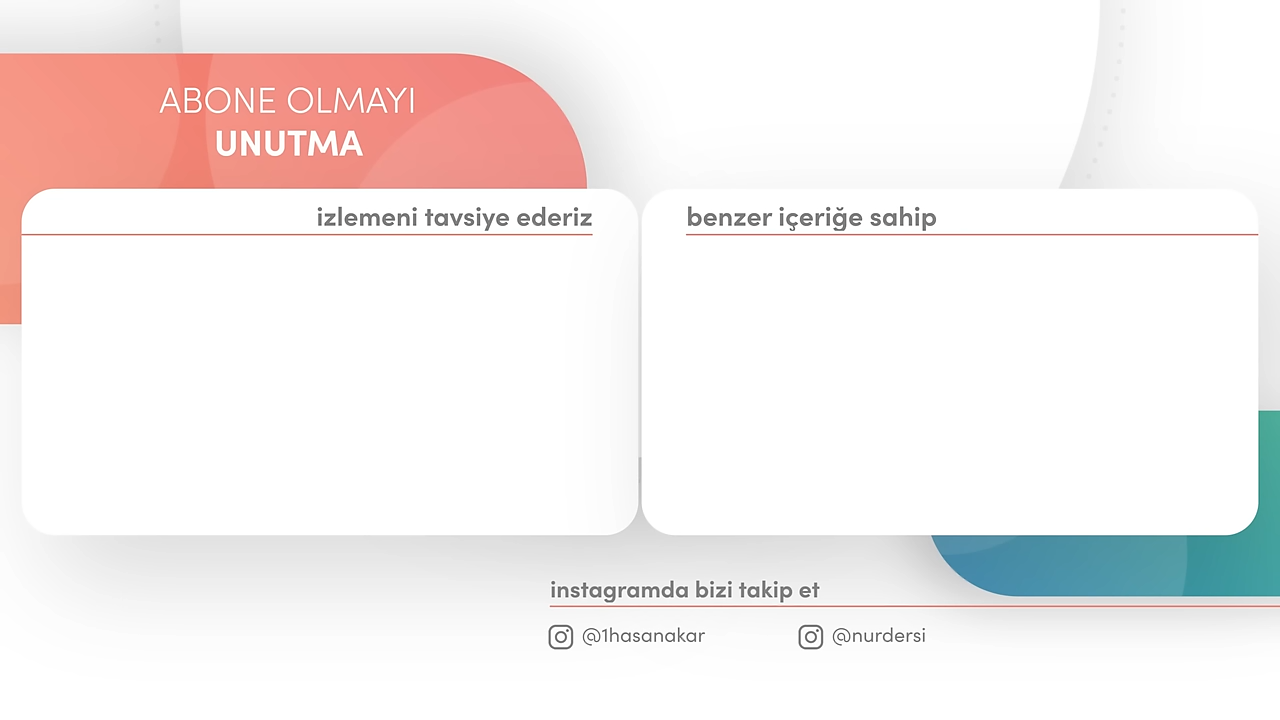 ABONE OLMAYI
UNUTMA
izlemeni tavsiye ederiz
benzer içeriğe sahip
instagramda bizi takip et
@1hasanakar
@nurdersi